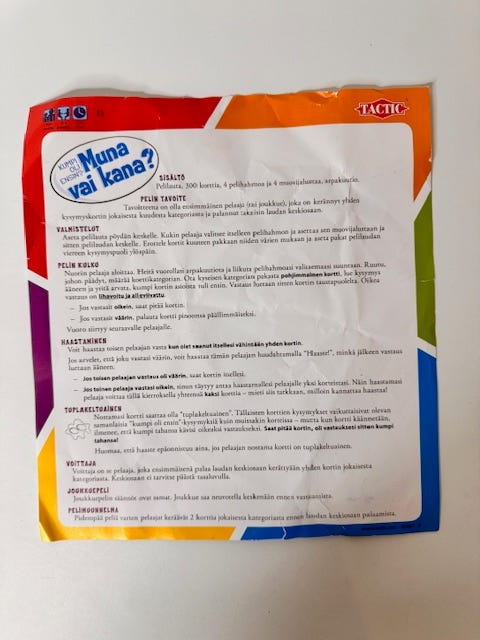 TACTIC
KUMPI OLI ENSIN?
Muna vai kana?
SISÄLTÖ
Pelilauta, 300 korttia, 4 pelihahmoa ja 4 muovijalustaa, arpakuutio.
PELIN TAVOITE
Tavoitteena on olla ensimmäinen pelaaja (tai joukkue), joka on kerännyt yhden
kysymyskortin jokaisesta kuudesta kategoriasta ja palannut takaisin laudan keskiosaan.
VALMISTELUT
Aseta pelilauta pöydän keskelle. Kukin pelaaja valitsee itselleen pelihahmon ja asettaa sen muovijalustaan ja
sitten pelilaudan keskelle. Erottele kortit kuuteen pakkaan niiden värien mukaan ja aseta pakat pelilaudan
viereen kysymyspuoli ylöspäin.
PELIN KULKU
Nuorin pelaaja aloittaa. Heitä vuorollasi arpakuutiota ja liikuta pelihahmoasi valitsemaasi suuntaan. Ruutu,
johon päädyt, määrää korttikategorian. Ota kyseisen kategorian pakasta pohjimmainen kortti, lue kysymys
ääneen ja yritä arvata, kumpi kortin asioista tuli ensin. Vastaus luetaan sitten kortin taustapuolelta. Oikea
vastaus on lihavoitu ja alleviivattu.
– Jos vastasit oikein, saat pitää kortin.
– Jos vastasit väärin, palauta kortti pinoonsa päällimmäiseksi.
Vuoro siirtyy seuraavalle pelaajalle.
HAASTAMINEN
Voit haastaa toisen pelaajan vasta kun olet saanut itsellesi vähintään yhden kortin.
Jos arvelet, että joku vastasi väärin, voit haastaa tämän pelaajan huudahtamalla "Haaste!", minkä jälkeen vastaus
luetaan ääneen.
– Jos toisen pelaajan vastaus oli väärin, saat kortin itsellesi.
– Jos toinen pelaaja vastasi oikein, sinun täytyy antaa haastamallesi pelaajalle yksi korteistasi. Näin haastamasi
pelaaja voittaa tällä kierroksella yhteensä kaksi korttia – mieti siis tarkkaan, milloin kannattaa haastaa!
TUPLAKELTUAINEN
Nostamasi kortti saattaa olla "tuplakeltuainen". Tällaisten korttien kysymykset vaikuttaisivat olevan
samanlaisia "kumpi oli ensin"-kysymyksiä kuin muissakin korteissa – mutta kun kortti käännetään,
ilmenee, että kumpi tahansa kävisi oikeaksi vastaukseksi. Saat pitää kortin, oli vastauksesi sitten kumpi
tahansa!
Huomaa, että haaste epäonnistuu aina, jos pelaajan nostama kortti on tuplakeltuainen.
VOITTAJA
Voittaja on se pelaaja, joka ensimmäisenä palaa laudan keskiosaan kerättyään yhden kortin jokaisesta
kategoriasta. Keskiosaan ei tarvitse päästä tasaluvulla.
JOUKKUEPELI
Joukkuepelin säännöt ovat samat. Joukkue saa neuvotella keskenään ennen vastaamista.
PELIMUUNNELMA
Pidempää peliä varten pelaajat keräävät 2 korttia jokaisesta kategoriasta ennen laudan keskiosaan palaamista.